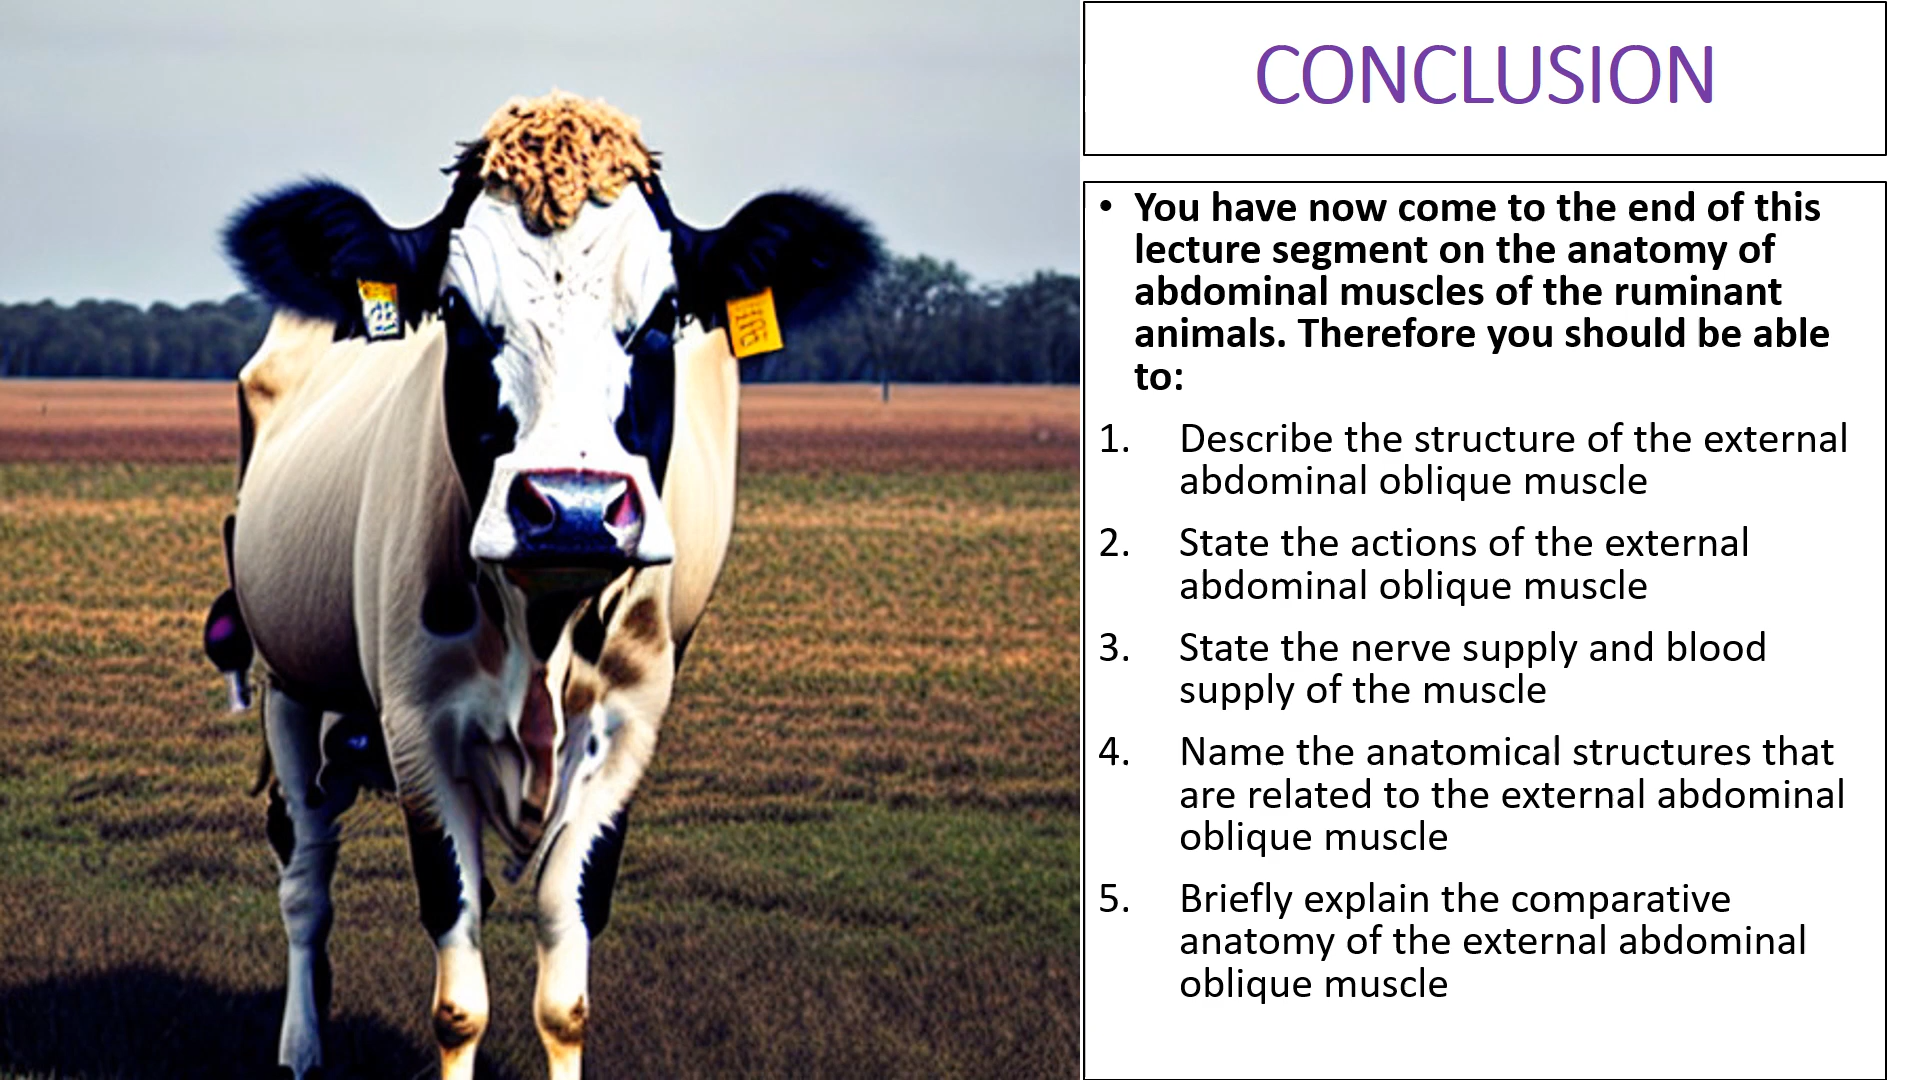 CONCLUSION
• You have now come to the end of this
lecture segment on the anatomy of
abdominal muscles of the ruminant
animals. Therefore you should be able
to:
1. Describe the structure of the external
abdominal oblique muscle
2. State the actions of the external
abdominal oblique muscle
3. State the nerve supply and blood
supply of the muscle
4. Name the anatomical structures that
are related to the external abdominal
oblique muscle
5. Briefly explain the comparative
anatomy of the external abdominal
oblique muscle